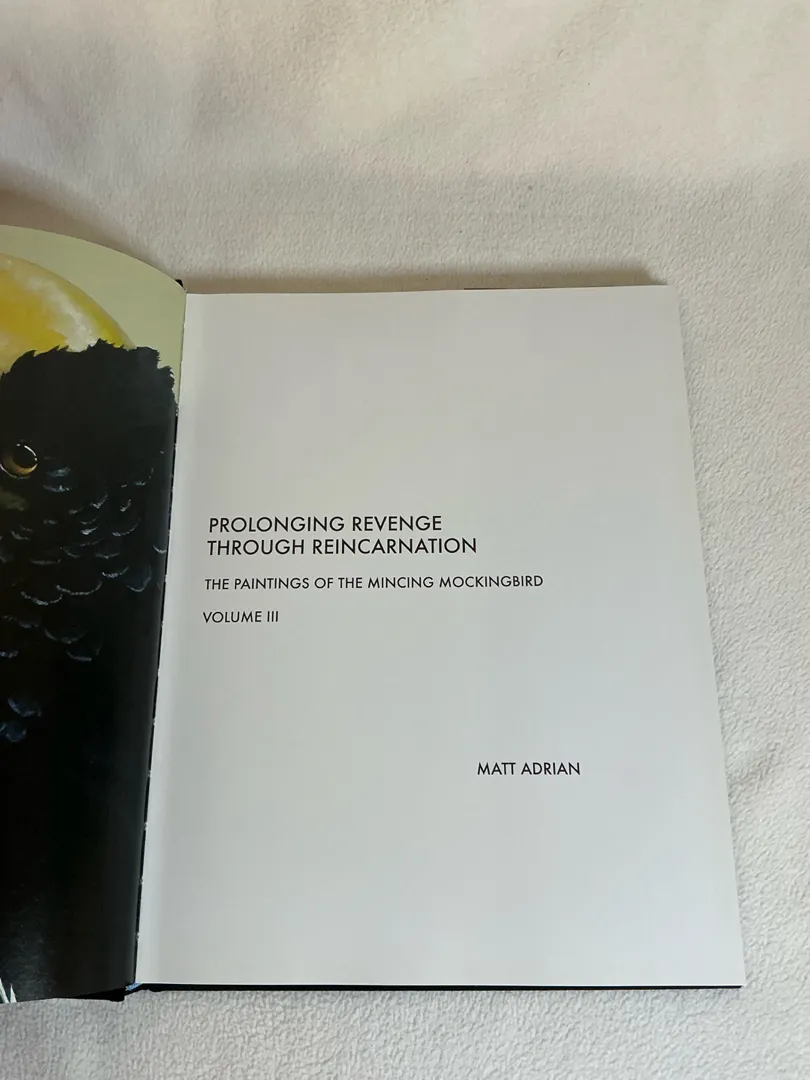 PROLONGING REVENGE
THROUGH REINCARNATION
THE PAINTINGS OF THE MINCING MOCKINGBIRD
VOLUME III
MATT ADRIAN